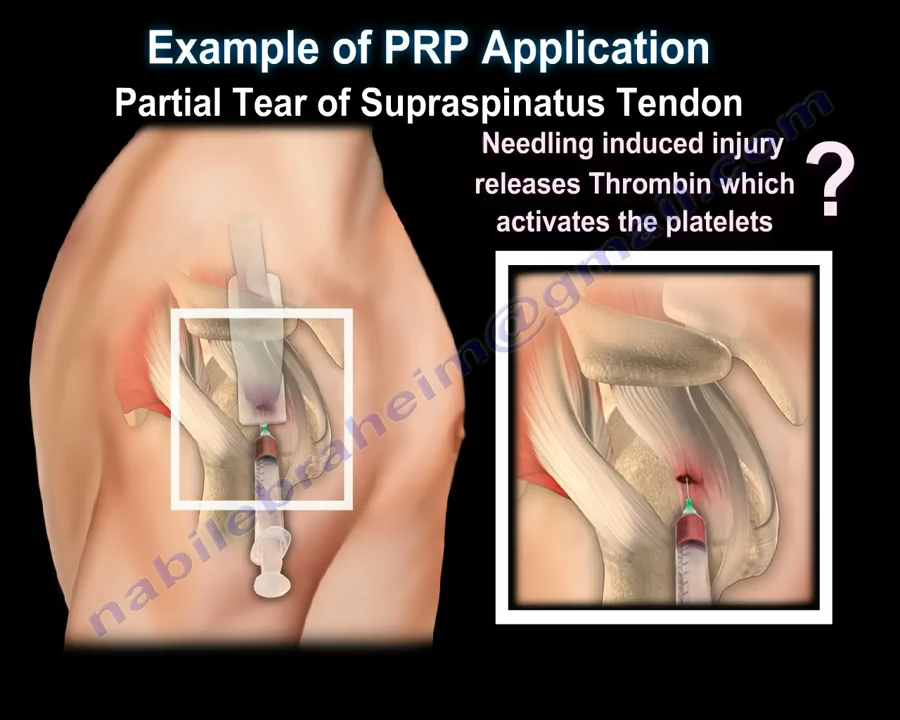 Example of PRP Application
Partial Tear of Supraspinatus Tendon
Needling induced injury
releases Thrombin which
activates the platelets
?
nabilebraheim@gmail.com